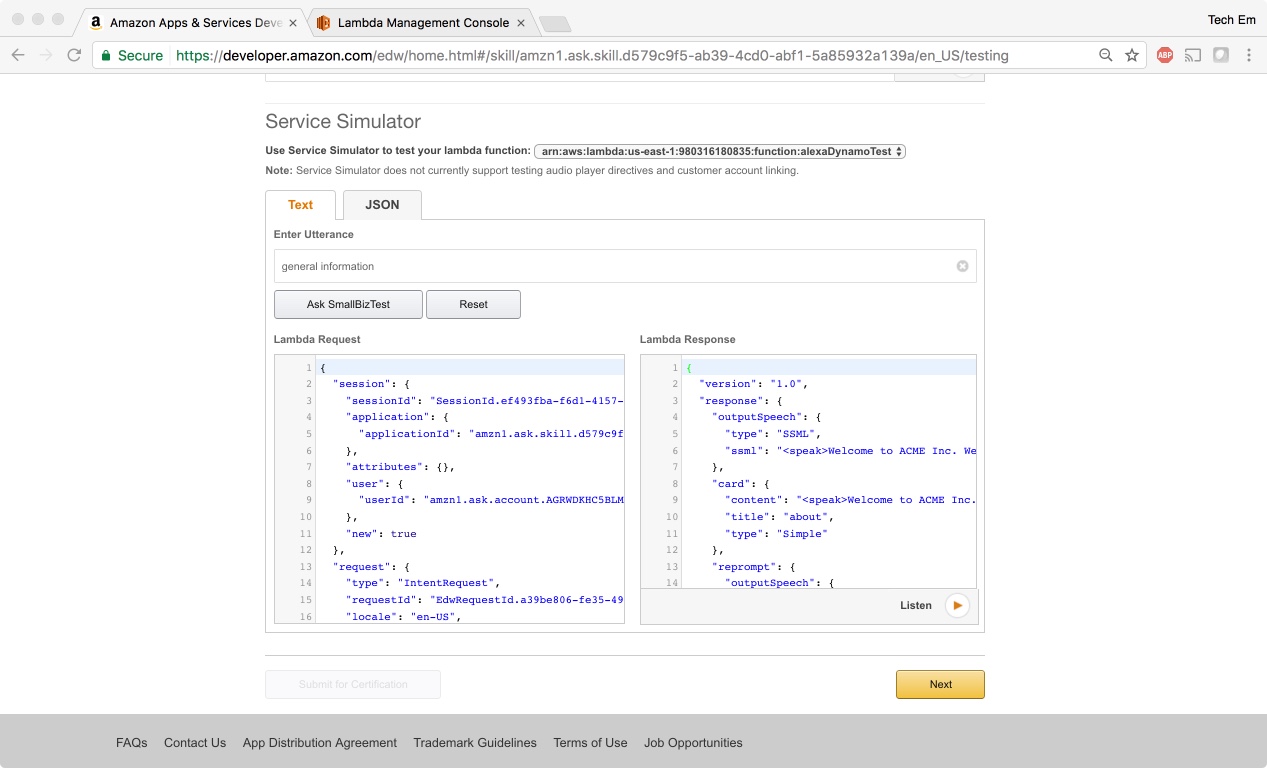 Amazon Apps & Services Deve
Lambda Management Console
Tech Em
Secure
https://developer.amazon.com/edw/home.html#/skill/amzn1.ask.skill.d579c9f5-ab39-4cd0-abf1-5a85932a139a/en_US/testing
ABP
Service Simulator
Use Service Simulator to test your lambda function: arn:aws:lambda:us-east-1:980316180835:function:alexaDynamoTest
Note: Service Simulator does not currently support testing audio player directives and customer account linking.
Text
JSON
Enter Utterance
general information
Ask SmallBizTest
Reset
Lambda Request
1 {
2 "session": {
3 "sessionId": "SessionId.ef493fba-f6d1-4157-
4 "application": {
5 "applicationId": "amzn1.ask.skill.d579c9f
6 },
7 "attributes": {},
8 "user": {
9 "userId": "amzn1.ask.account.AGRWDKHC5BLM
10 },
11 "new": true
12 },
13 "request": {
14 "type": "IntentRequest",
15 "requestId": "EdwRequestId.a39be806-fe35-49
16 "locale": "en-US",
Lambda Response
1 {
2 "version": "1.0",
3 "response": {
4 "outputSpeech": {
5 "type": "SSML",
6 "ssml": "<speak>Welcome to ACME Inc. We
7 },
8 "card": {
9 "content": "<speak>Welcome to ACME Inc.
10 "title": "about",
11 "type": "Simple"
12 },
13 "reprompt": {
14 "outputSpeech": {
Listen
Submit for Certification
Next
FAQs
Contact Us
App Distribution Agreement
Trademark Guidelines
Terms of Use
Job Opportunities